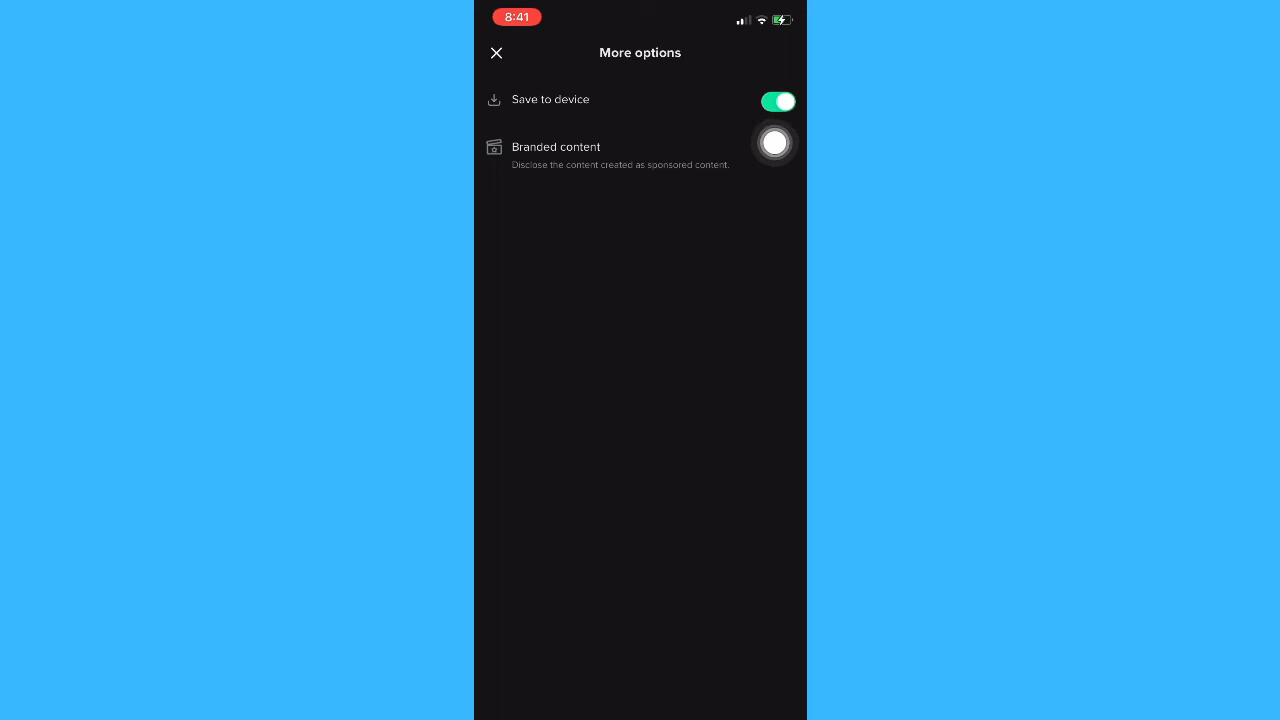 8:41
More options
Save to device
Branded content
Disclose the content created as sponsored content.